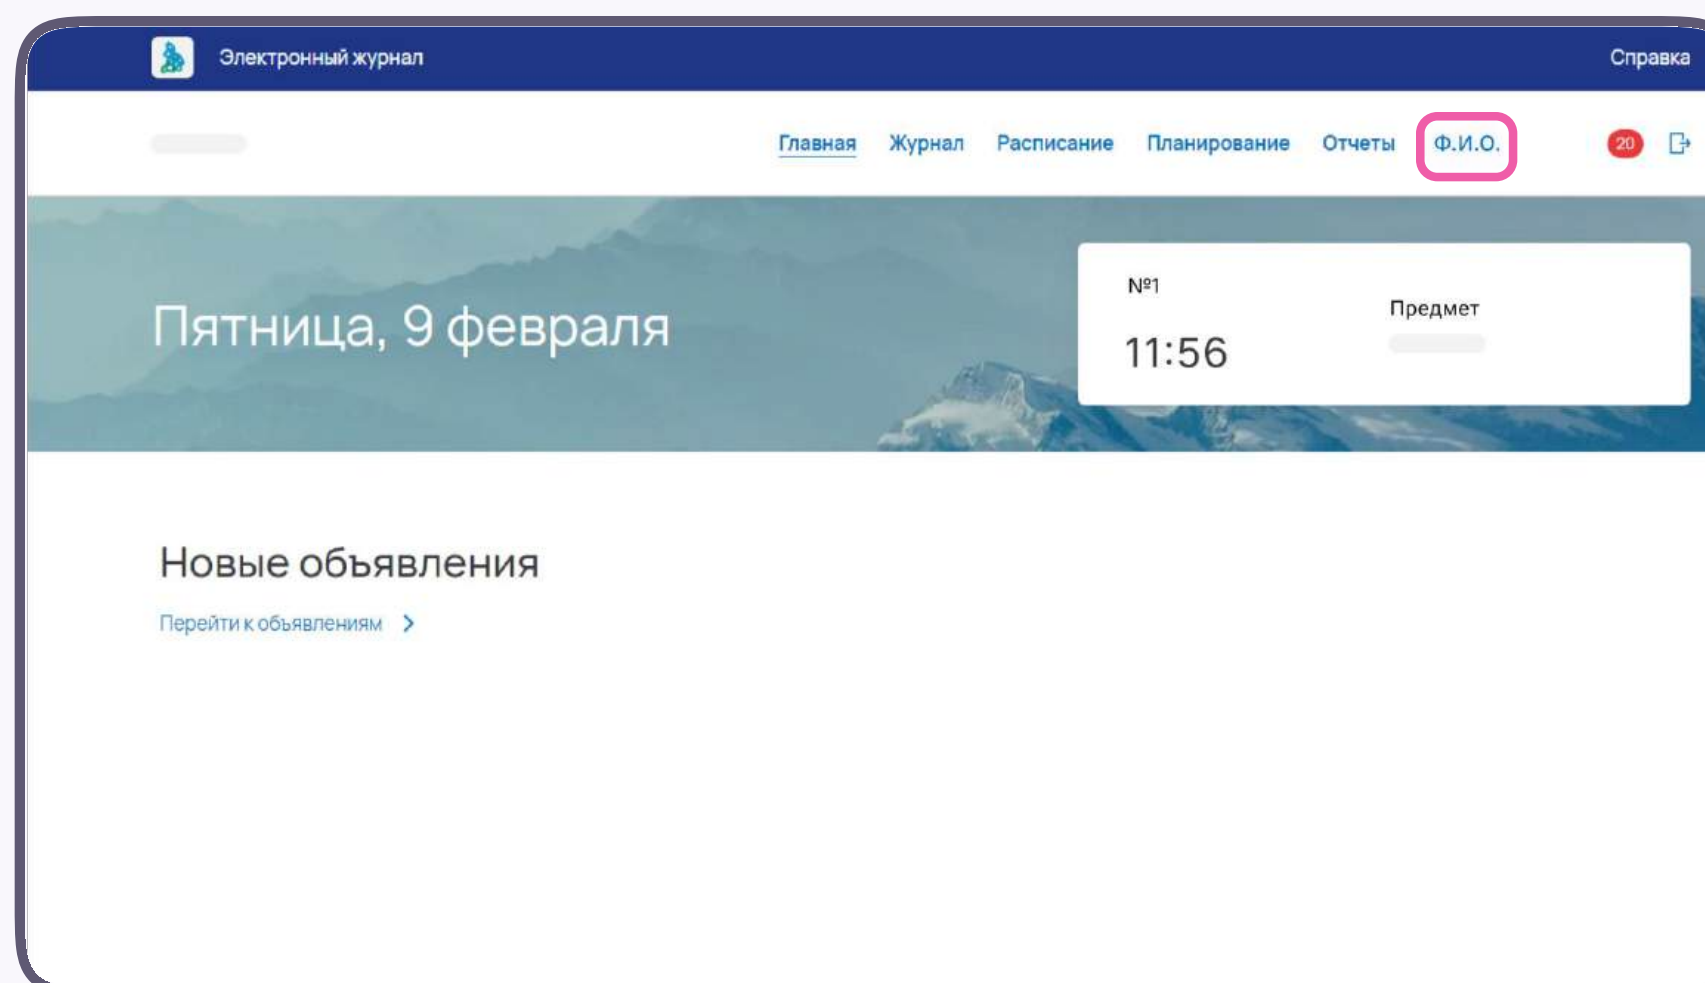 Электронный журнал
Справка
Главная Журнал Расписание Планирование Отчеты Ф.И.О. 20
Пятница, 9 февраля
№1
11:56
Предмет
Новые объявления
Перейти к объявлениям